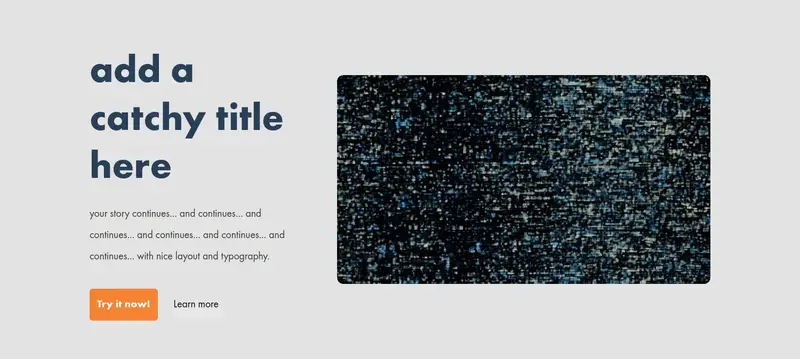 add a
catchy title
here
your story continues... and continues... and
continues... and continues... and continues... and
continues... with nice layout and typography.
Try it now!
Learn more